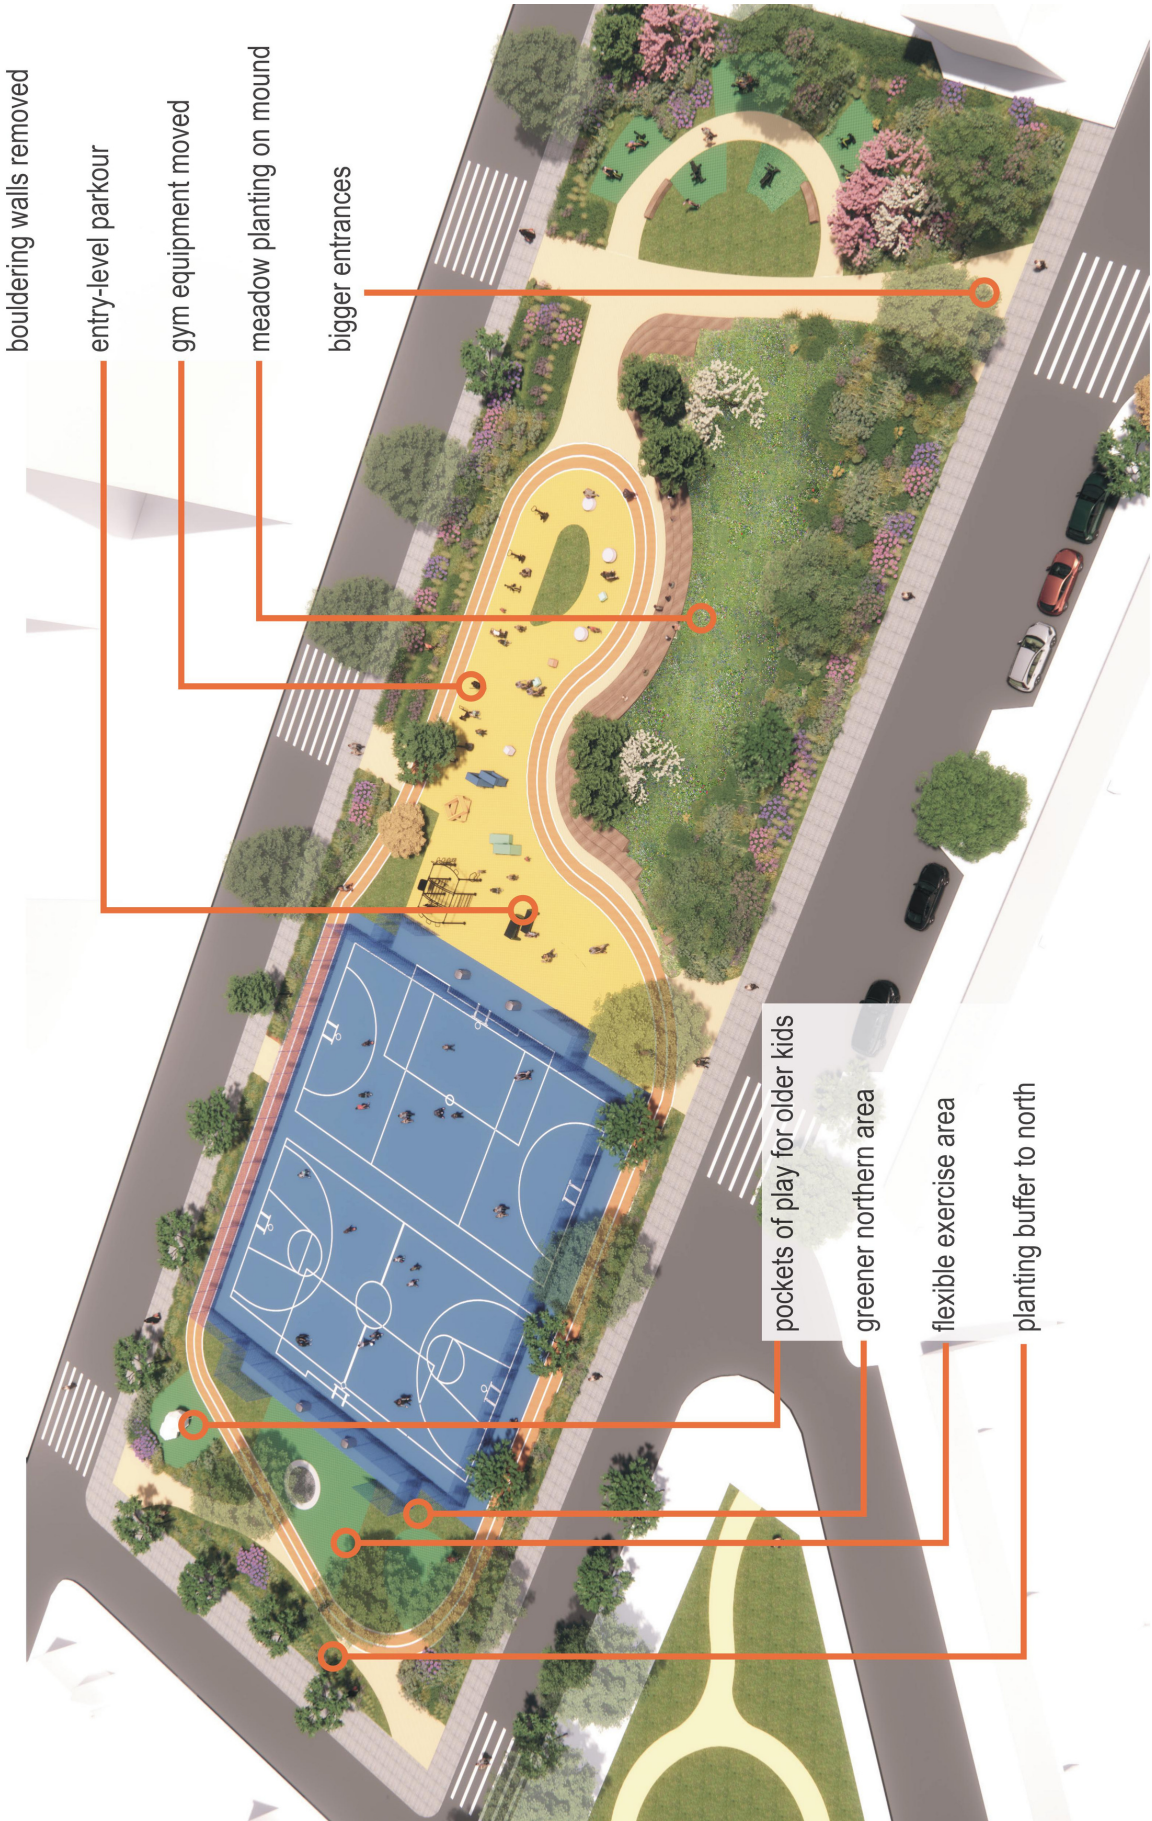 bouldering walls removed
entry-level parkour
gym equipment moved
meadow planting on mound
bigger entrances
pockets of play for older kids
greener northern area
flexible exercise area
planting buffer to north